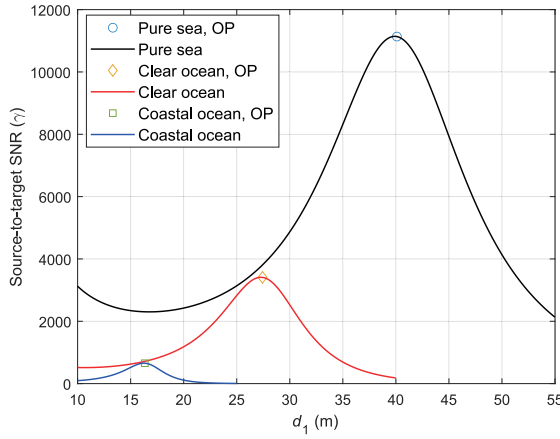 12000
10000
8000
6000
4000
2000
0
Source-to-target SNR (γ)
Pure sea, OP
Pure sea
Clear ocean, OP
Clear ocean
Coastal ocean, OP
Coastal ocean
10 15 20 25 30 35 40 45 50 55
d1 (m)